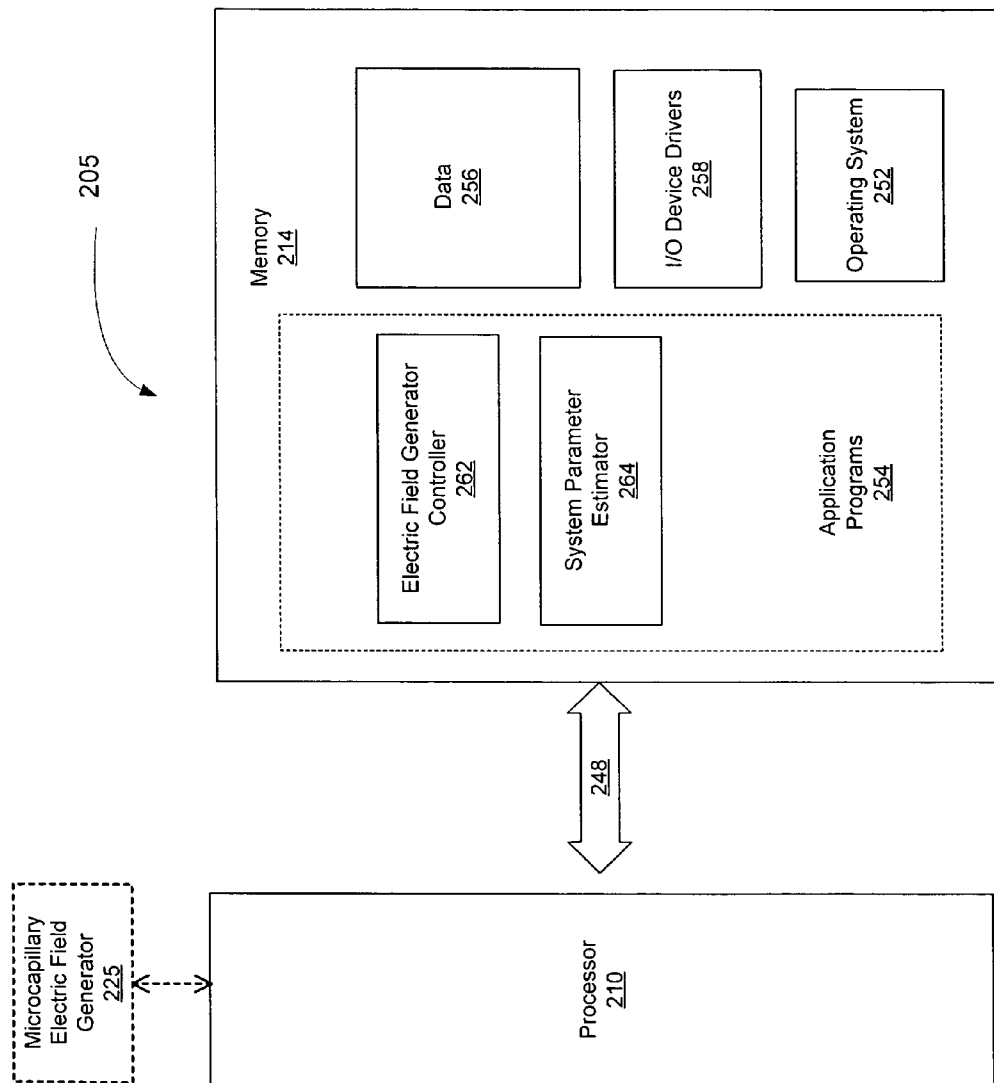 205
Memory
214
Data
256
I/O Device Drivers
258
Operating System
252
Electric Field Generator
Controller
262
System Parameter
Estimator
264
Application
Programs
254
248
Microcapillary
Electric Field
Generator
225
Processor
210